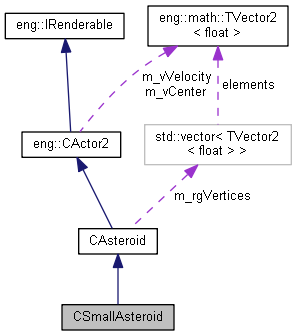 eng::IRenderable
eng::math::TVector2
< float >
m_vVelocity
m_vCenter
elements
eng::CActor2
std::vector< TVector2
< float > >
m_rgVertices
CAsteroid
CSmallAsteroid